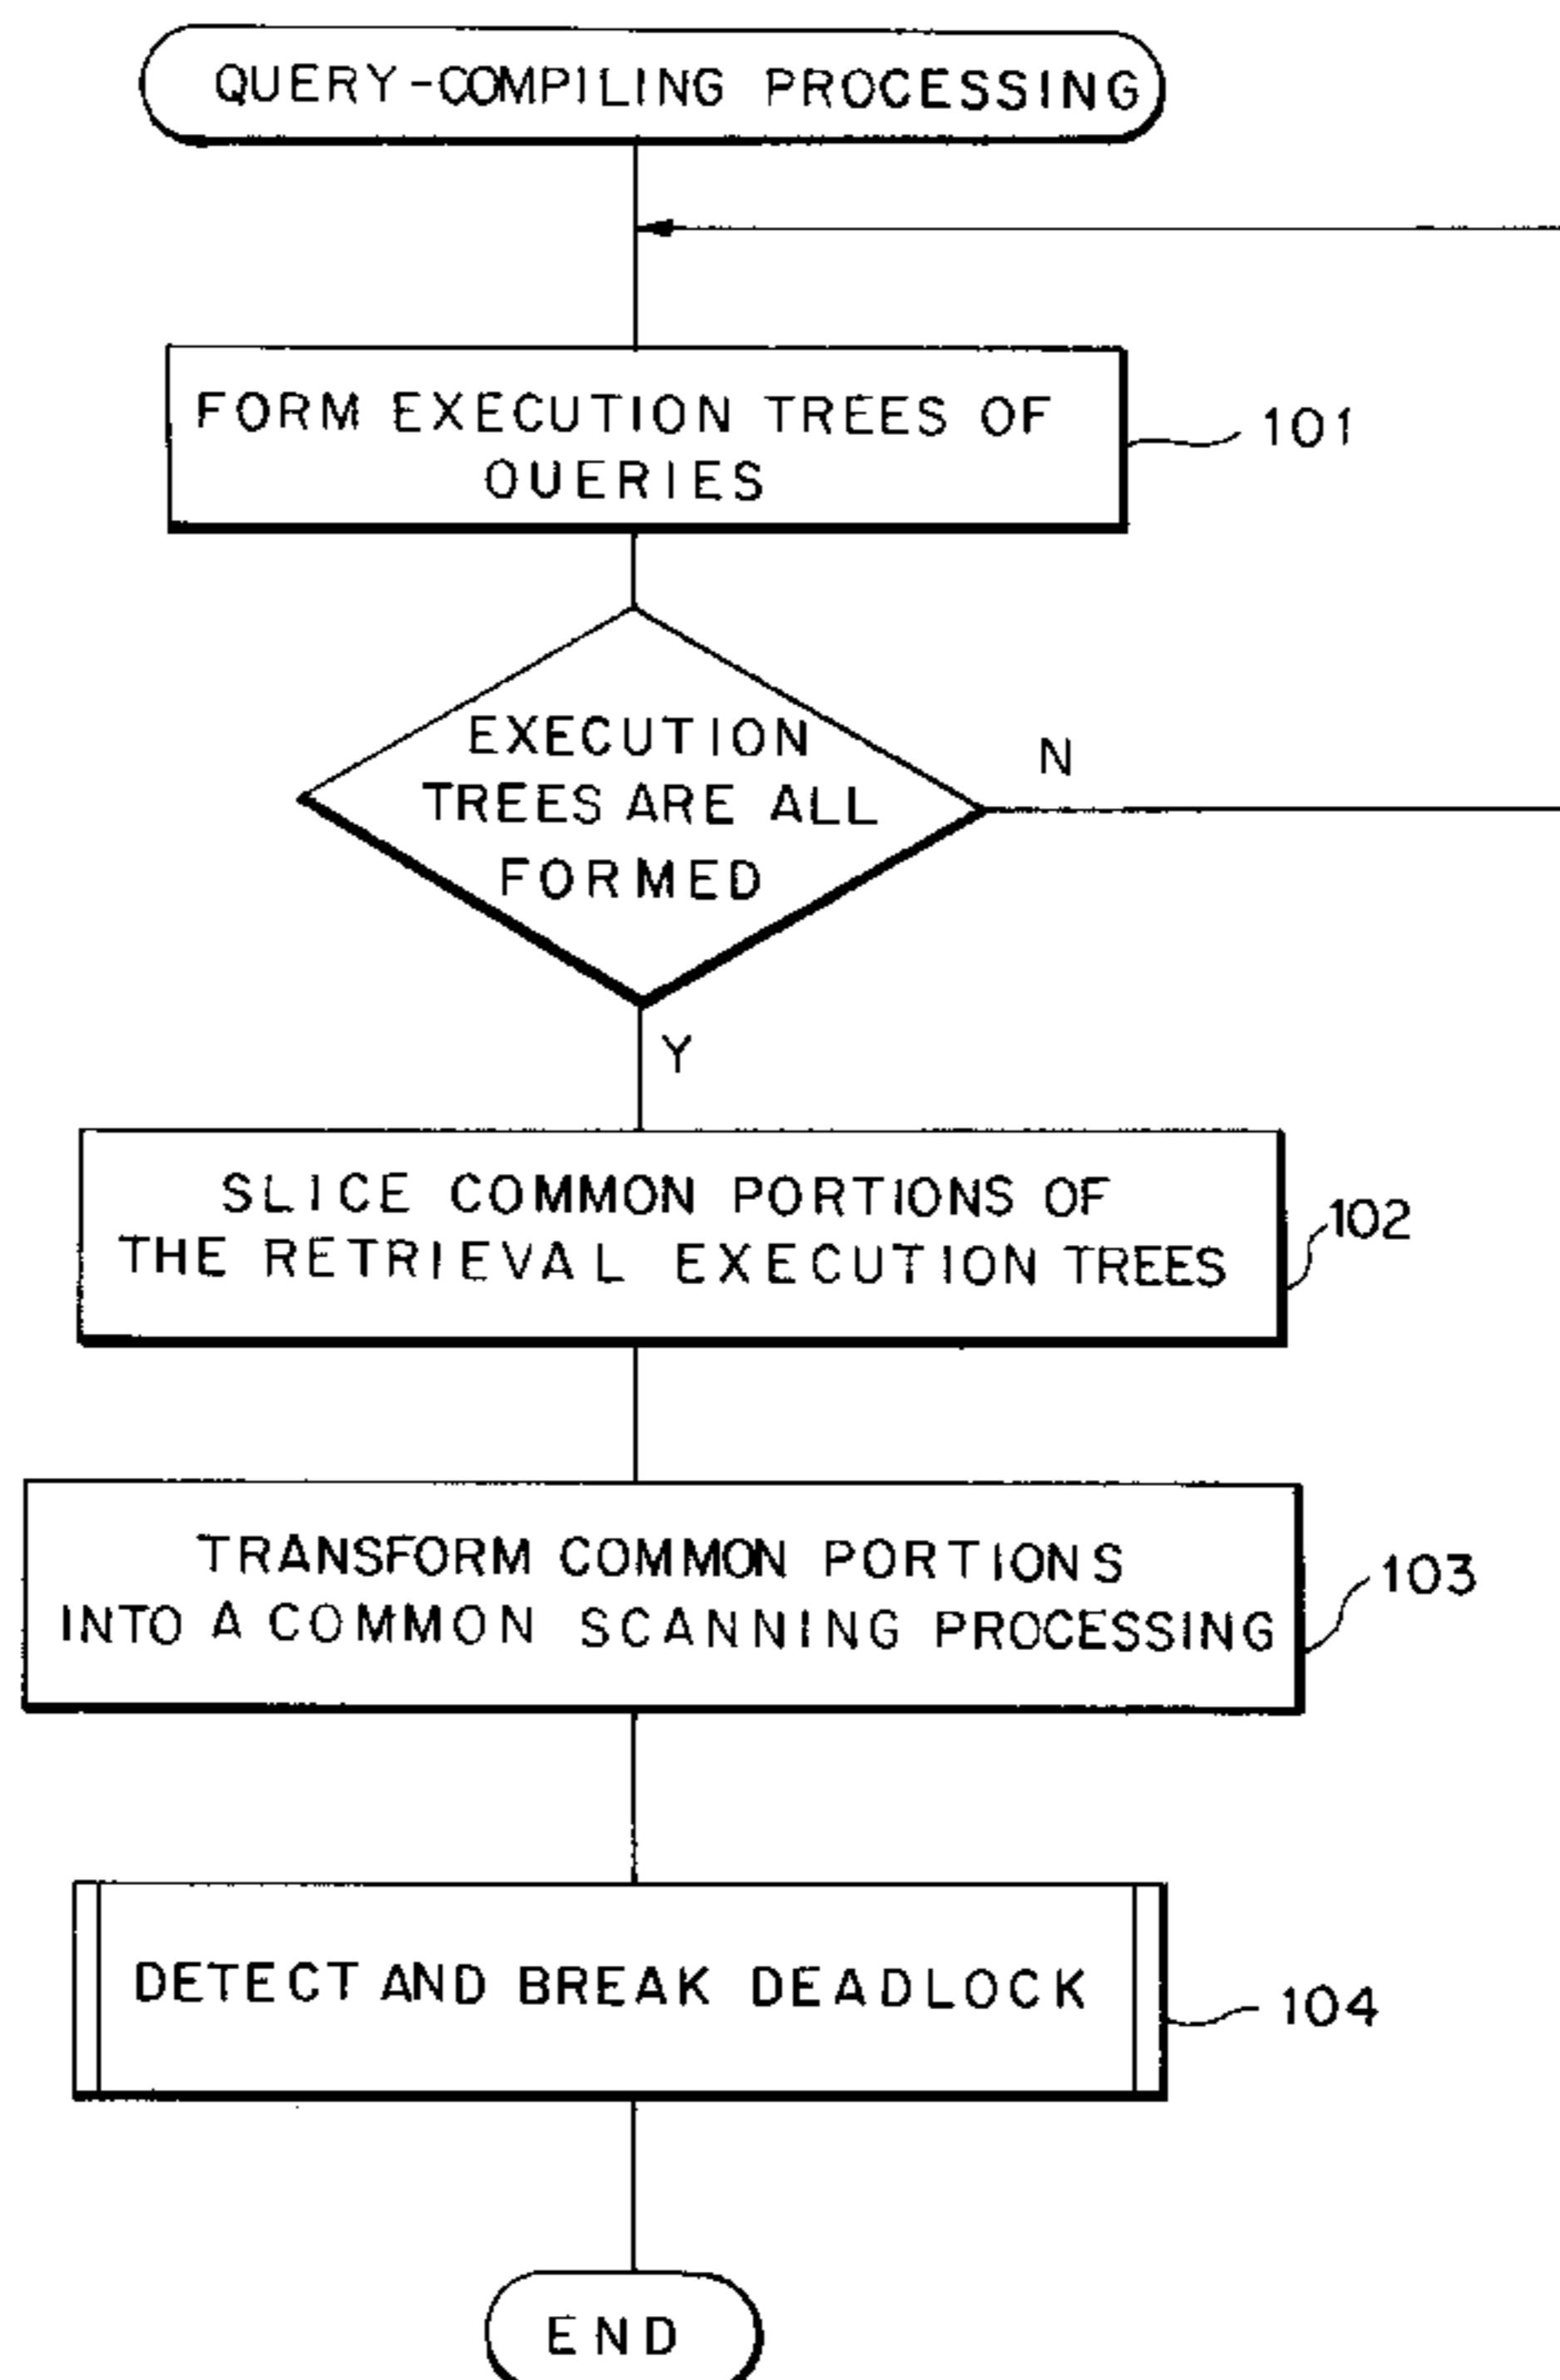 QUERY-COMPILING PROCESSING
FORM EXECUTION TREES OF
OUERIES
101
EXECUTION
TREES ARE ALL
FORMED
N
Y
SLICE COMMON PORTIONS OF
THE RETRIEVAL EXECUTION TREES
102
TRANSFORM COMMON PORTIONS
INTO A COMMON SCANNING PROCESSING
103
DETECT AND BREAK DEADLOCK
104
END